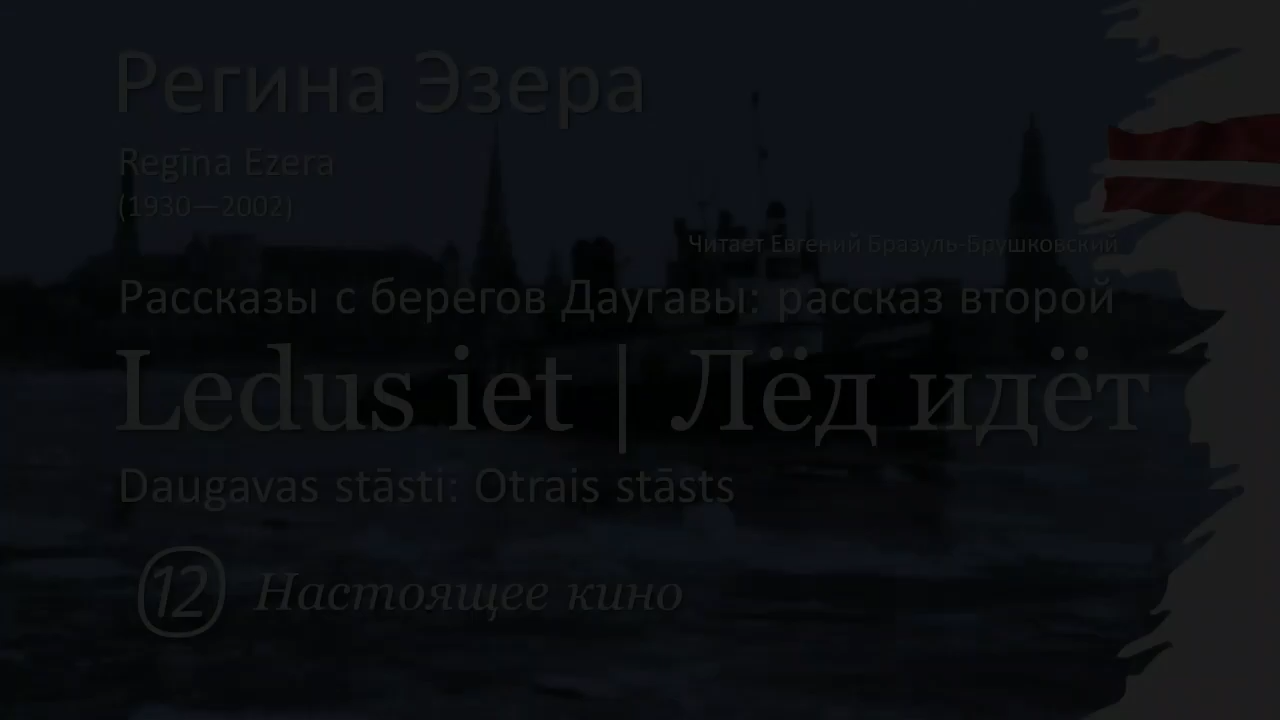 Регина Эзера
Regīna Ezera
(1930—2002)
Читает Евгений Бразуль-Брушковский
Рассказы с берегов Даугавы: рассказ второй
Ledus iet | Лёд идёт
Daugavas stāsti: Otrais stāsts
12 Настоящее кино